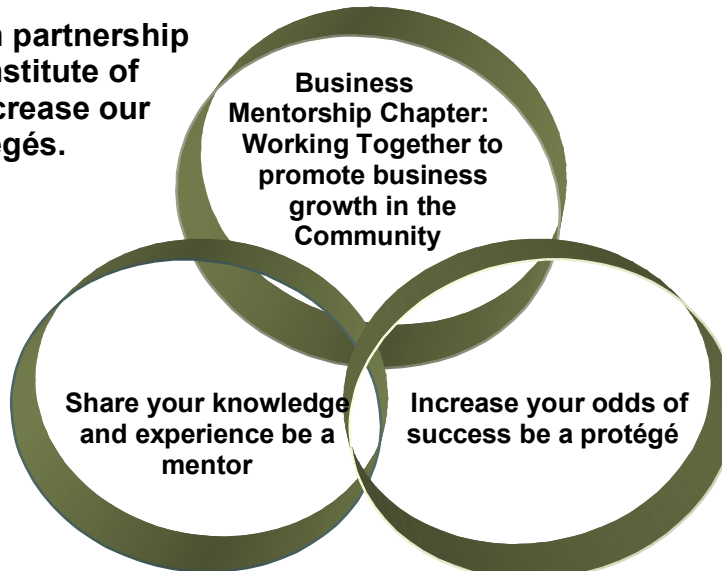 partnership
nstitute of
crease our
égés.
Business
Mentorship Chapter:
Working Together to
promote business
growth in the
Community
Share your knowledge
and experience be a
mentor
Increase your odds of
success be a protégé